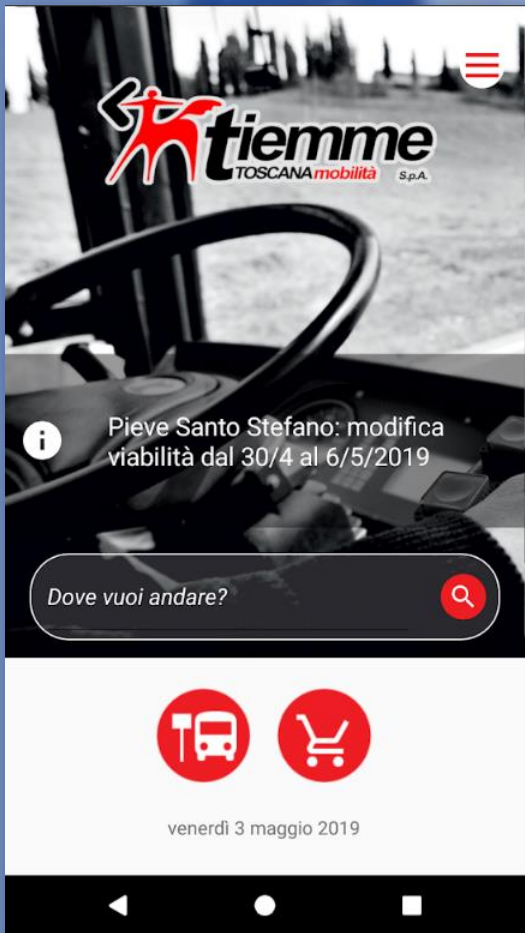 tiemme
TOSCANA mobilità S.p.A.
Pieve Santo Stefano: modifica
viabilità dal 30/4 al 6/5/2019
Dove vuoi andare?
venerdì 3 maggio 2019